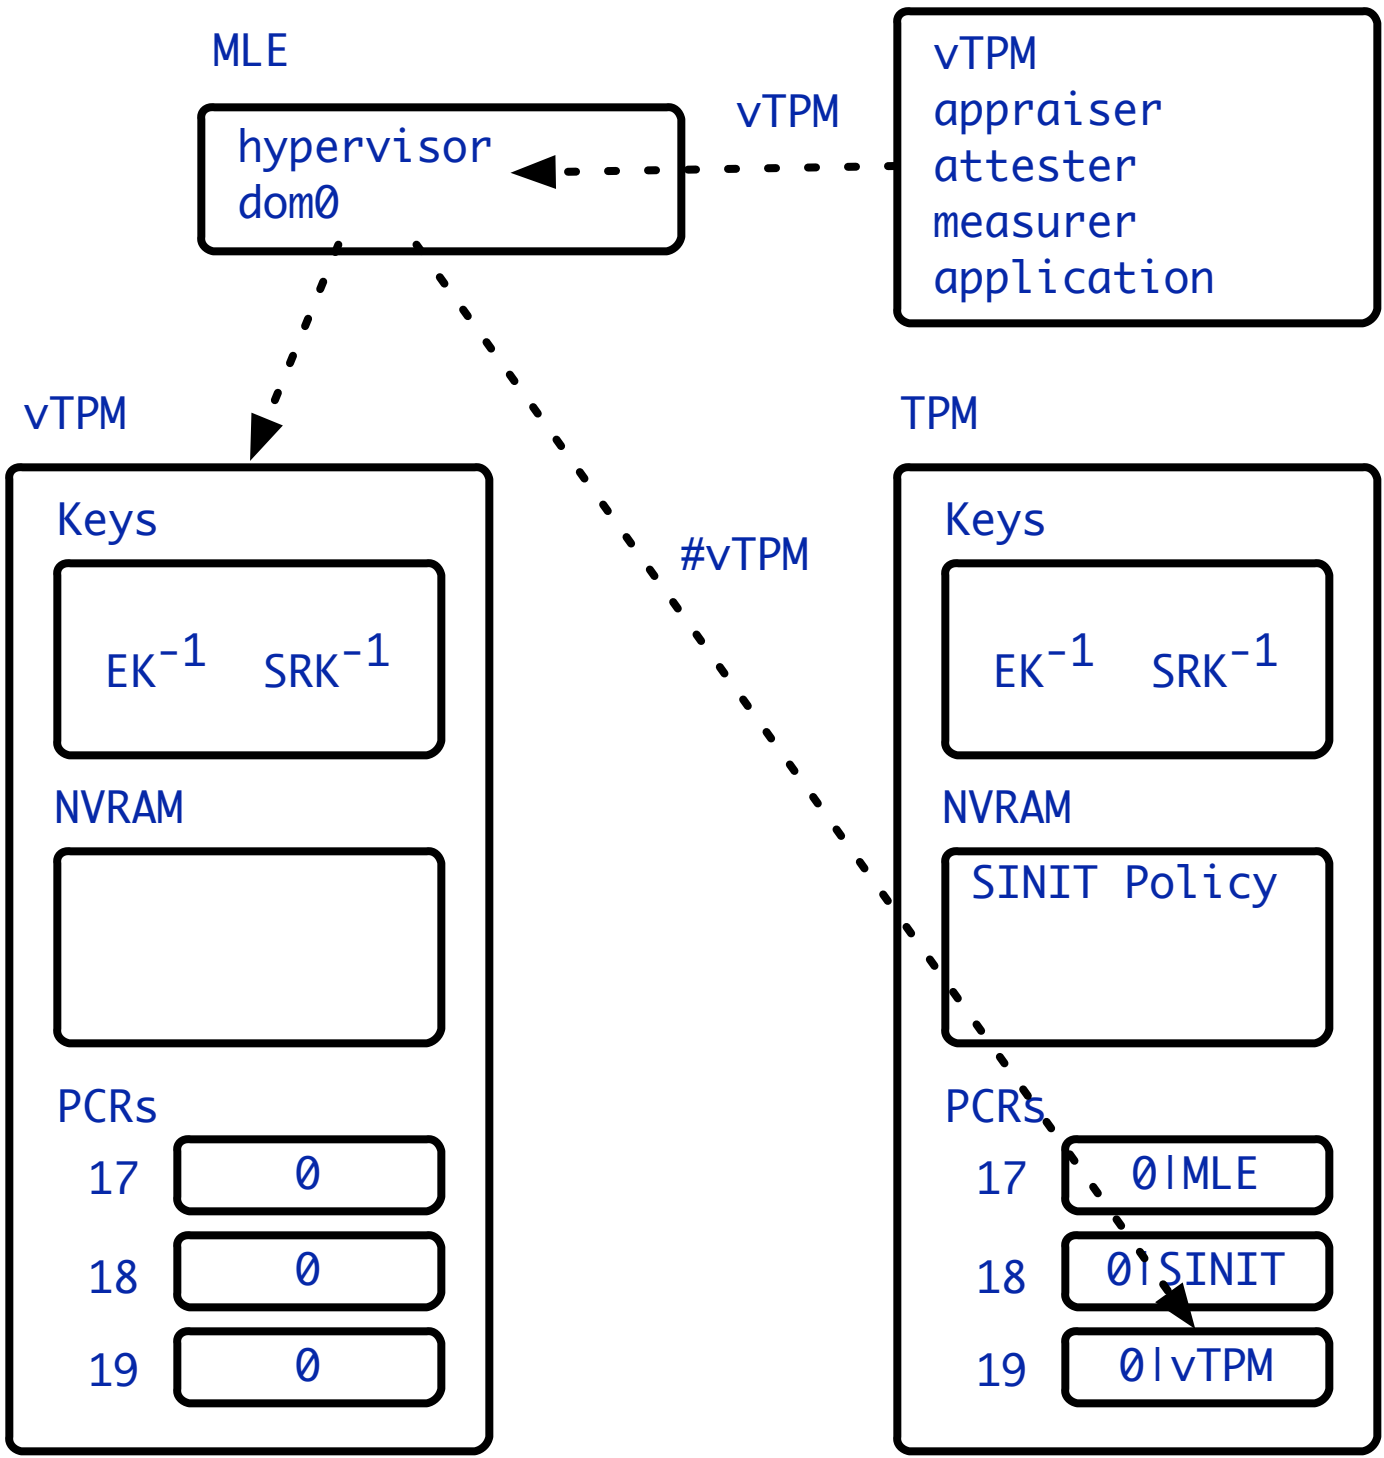 MLE
hypervisor
dom0
vTPM
vTPM
appraiser
attester
measurer
application
vTPM
Keys
EK⁻¹ SRK⁻¹
NVRAM
PCRs
17 0
18 0
19 0
#vTPM
TPM
Keys
EK⁻¹ SRK⁻¹
NVRAM
SINIT Policy
PCRs
17 0|MLE
18 0|SINIT
19 0|vTPM